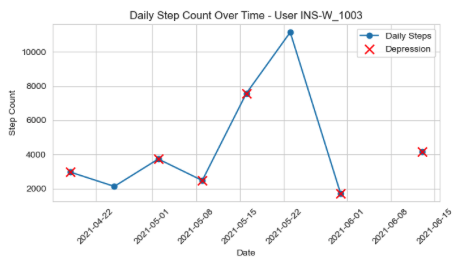 Daily Step Count Over Time - User INS-W_1003
Daily Steps
Depression
Step Count
10000
8000
6000
4000
2000
2021-04-22
2021-05-01
2021-05-08
2021-05-15
2021-05-22
2021-06-01
2021-06-08
2021-06-15
Date